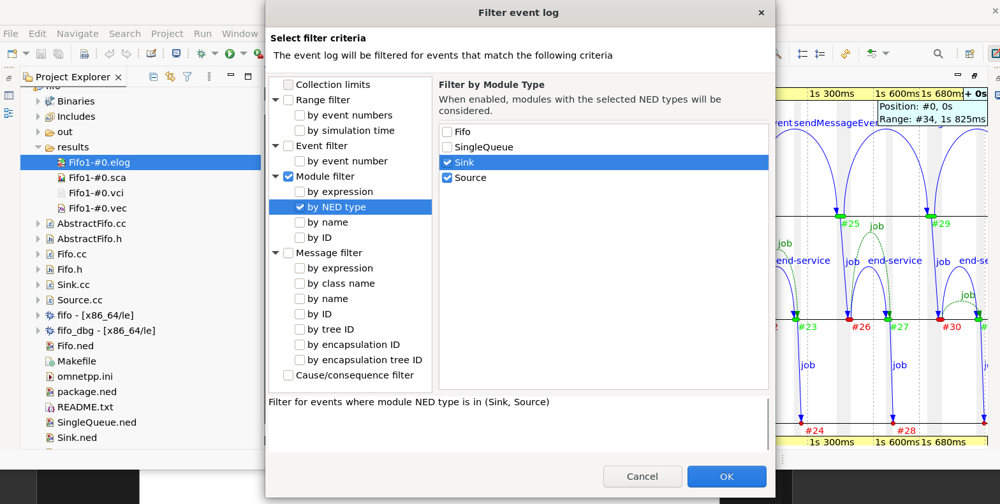 Filter event log
File Edit Navigate Search Project Run Window
Select filter criteria
The event log will be filtered for events that match the following criteria
Project Explorer
Binaries
Includes
out
results
Fifo1-#0.elog
Fifo1-#0.sca
Fifo1-#0.vci
Fifo1-#0.vec
AbstractFifo.cc
AbstractFifo.h
Fifo.cc
Fifo.h
Sink.cc
Source.cc
fifo - [x86_64/le]
fifo_dbg - [x86_64/le]
Fifo.ned
Makefile
omnetpp.ini
package.ned
README.txt
SingleQueue.ned
Sink.ned
Collection limits
Range filter
by event numbers
by simulation time
Event filter
by event number
Module filter
by expression
by NED type
by name
by ID
Message filter
by expression
by class name
by name
by ID
by tree ID
by encapsulation ID
by encapsulation tree ID
Cause/consequence filter
Filter by Module Type
When enabled, modules with the selected NED types will be
considered.
Fifo
SingleQueue
Sink
Source
Filter for events where module NED type is in (Sink, Source)
Cancel OK
1s 300ms 1s 600ms 1s 680ms + 0s
Position: #0, 0s
Range: #34, 1s 825ms
#25 #29
job job
end-service job end-service job
job
#23 #26 #27 #30
job job
#24 #28
1s 300ms 1s 600ms 1s 680ms